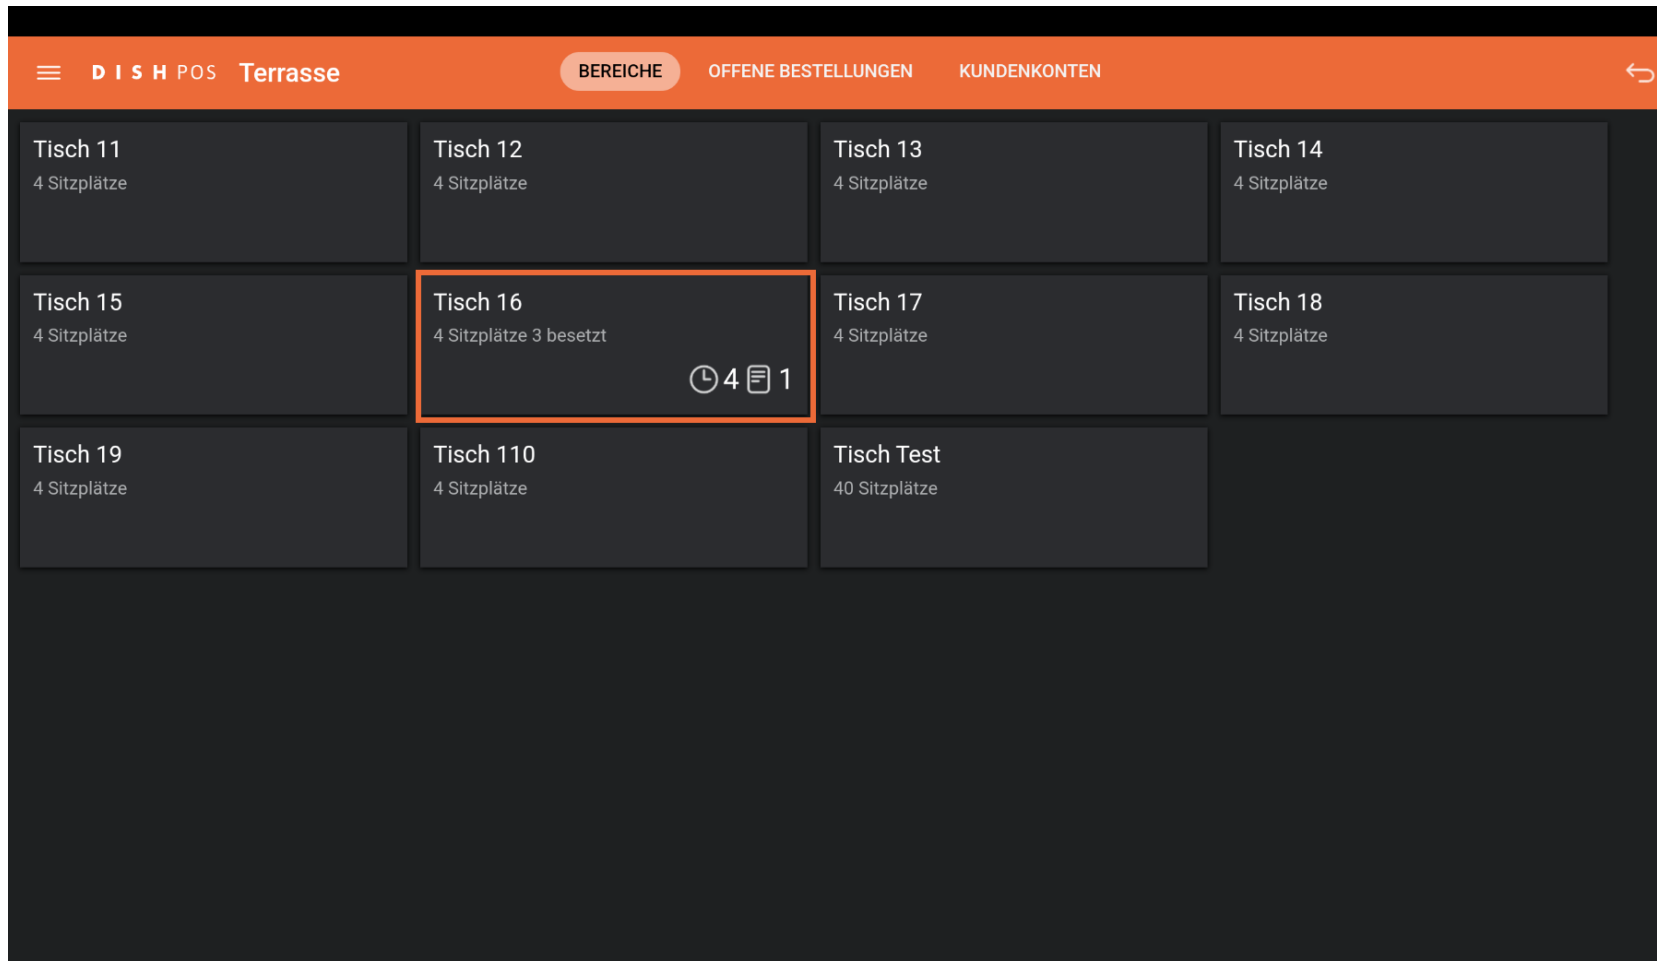 DISH POS Terrasse BEREICHE OFFENE BESTELLUNGEN KUNDENKONTEN
Tisch 11
4 Sitzplätze
Tisch 12
4 Sitzplätze
Tisch 13
4 Sitzplätze
Tisch 14
4 Sitzplätze
Tisch 15
4 Sitzplätze
Tisch 16
4 Sitzplätze 3 besetzt
4 1
Tisch 17
4 Sitzplätze
Tisch 18
4 Sitzplätze
Tisch 19
4 Sitzplätze
Tisch 110
4 Sitzplätze
Tisch Test
40 Sitzplätze